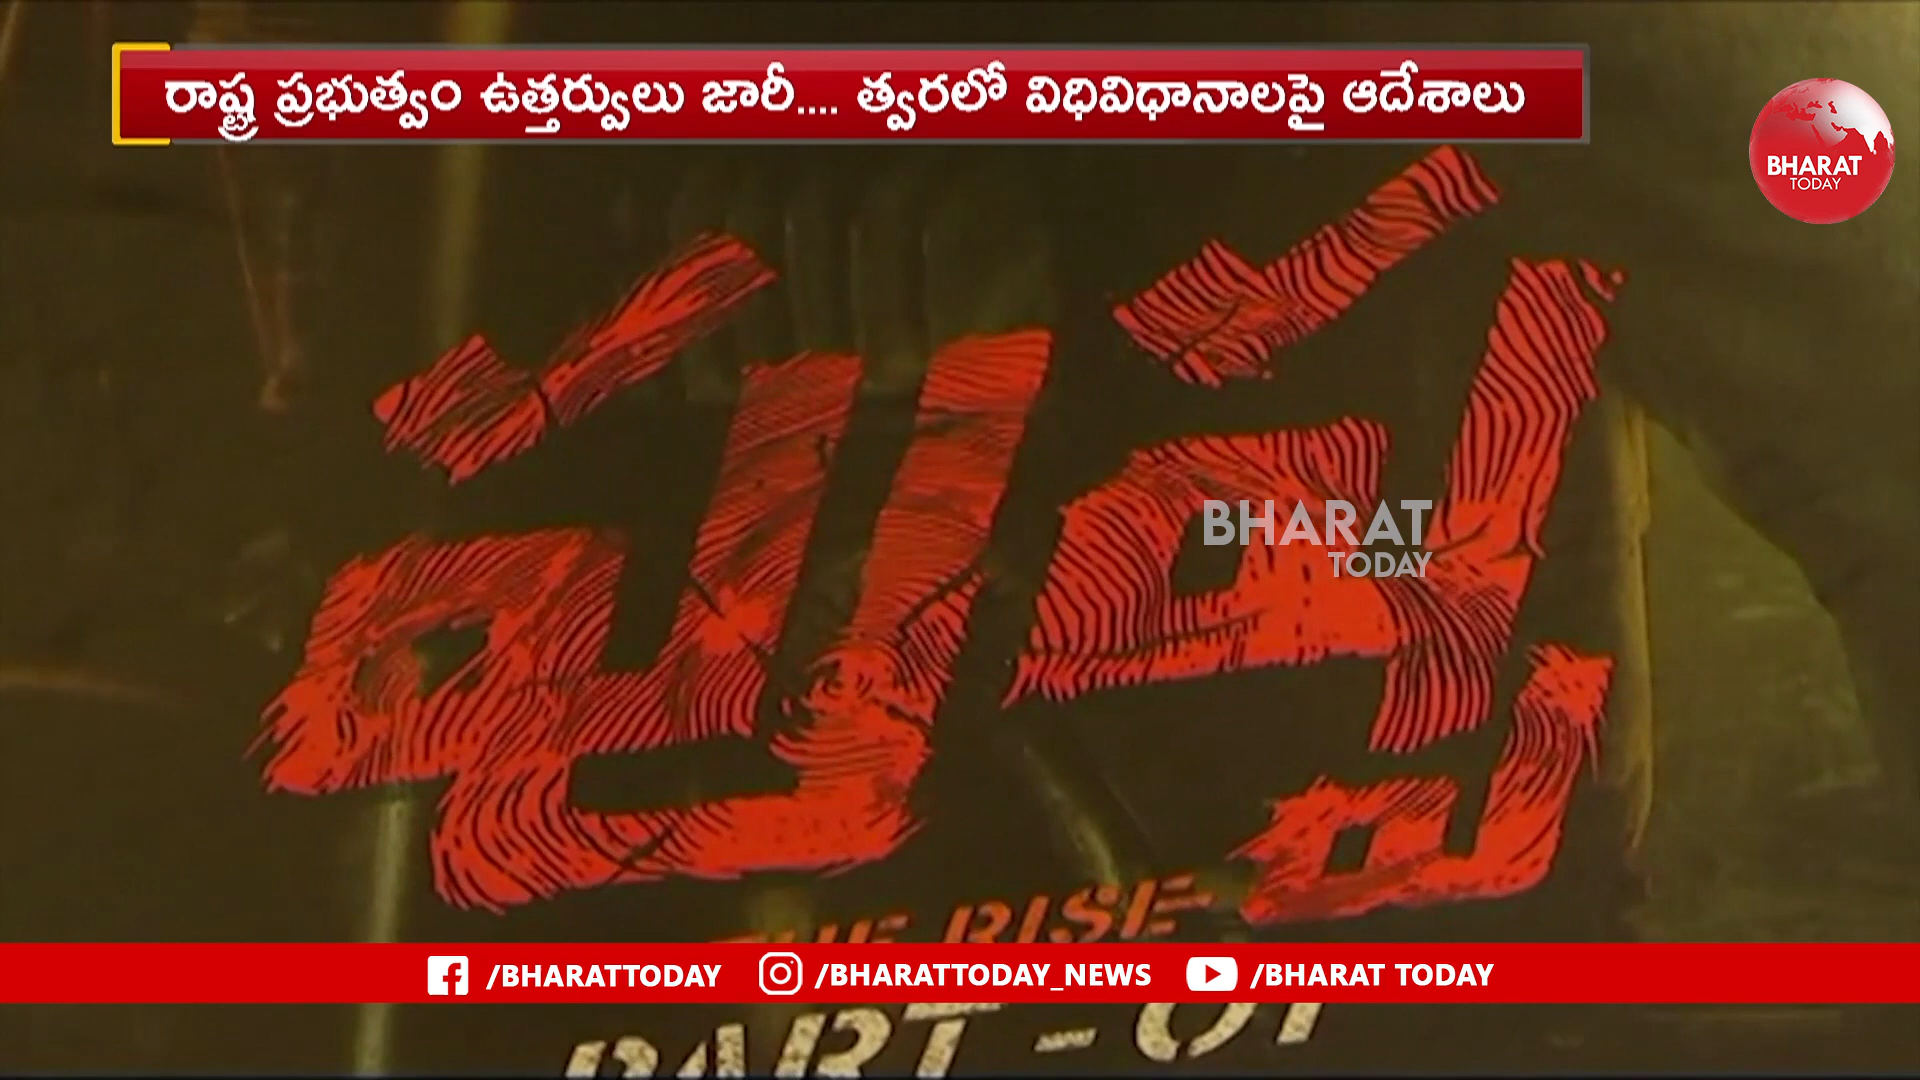 రాష్ట్ర ప్రభుత్వం ఉత్తర్వులు జారీ.... త్వరలో విధివిధానాలపై ఆదేశాలు
BHARAT
TODAY
పుష్ప
BHARAT
TODAY
THE RISE
/BHARATTODAY
/BHARATTODAY_NEWS
/BHARAT TODAY
PART-01